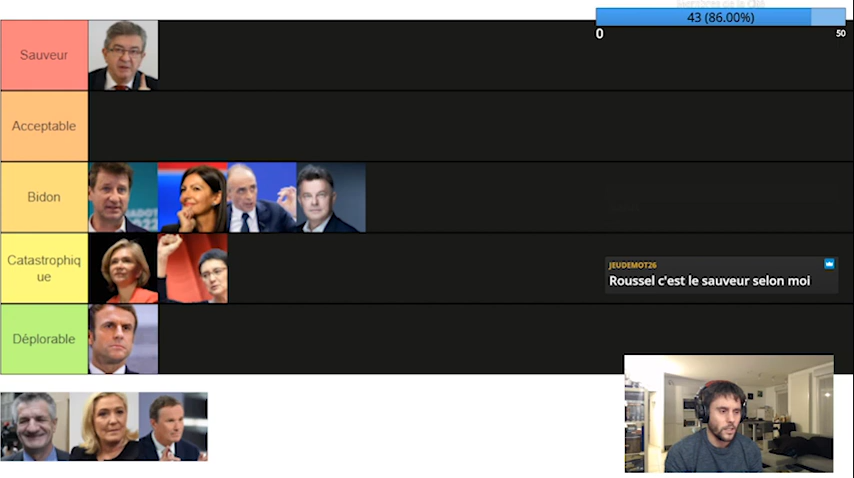 43 (86.00%)
0
50
Sauveur
Acceptable
Bidon
Catastrophiq
ue
JEUDEMOT26
Roussel c'est le sauveur selon moi
Déplorable